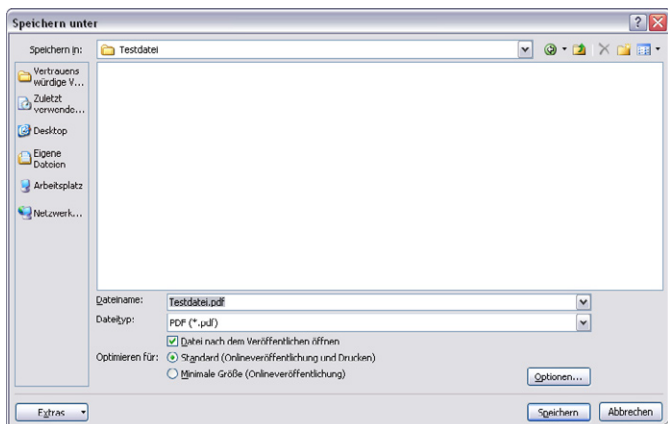 Speichern unter
Speichern in:
Testdatei
Vertrauens
würdige V...
Zuletzt
verwende...
Desktop
Eigene
Dateien
Arbeitsplatz
Netzwerk...
Dateiname:
Testdatei.pdf
Dateityp:
PDF (*.pdf)
Datei nach dem Veröffentlichen öffnen
Optimieren für:
Standard (Onlineveröffentlichung und Drucken)
Minimale Größe (Onlineveröffentlichung)
Optionen...
Extras
Speichern
Abbrechen